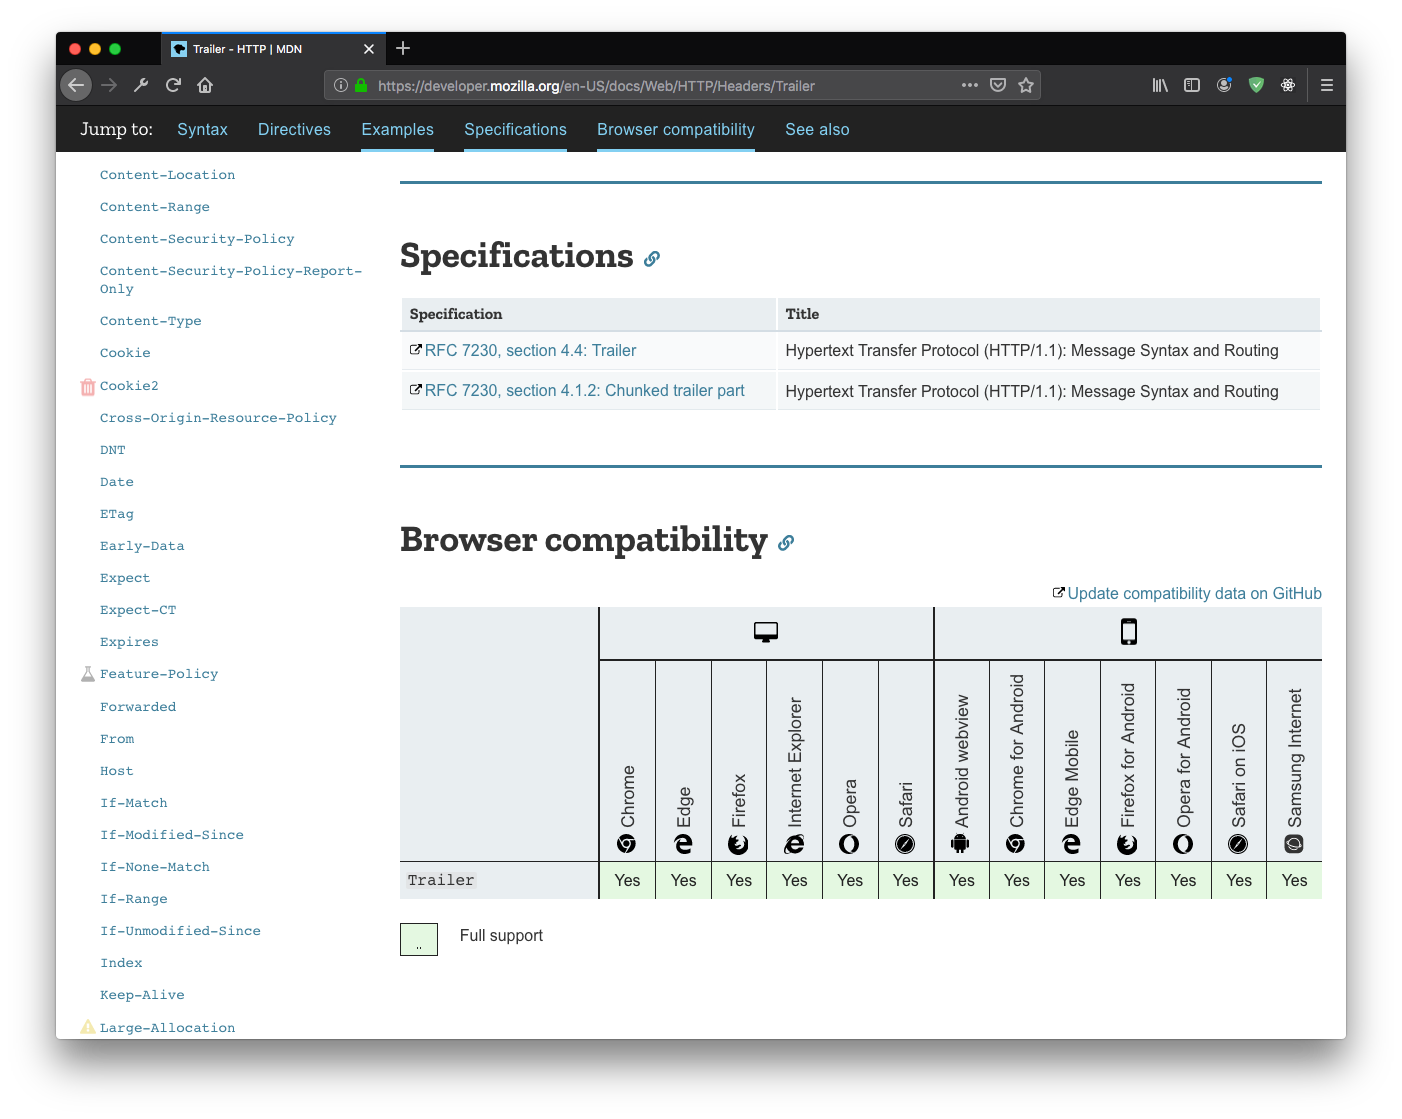 Trailer - HTTP | MDN
https://developer.mozilla.org/en-US/docs/Web/HTTP/Headers/Trailer
Jump to: Syntax Directives Examples Specifications Browser compatibility See also
Content-Location
Content-Range
Content-Security-Policy
Content-Security-Policy-Report-
Only
Content-Type
Cookie
Cookie2
Cross-Origin-Resource-Policy
DNT
Date
ETag
Early-Data
Expect
Expect-CT
Expires
Feature-Policy
Forwarded
From
Host
If-Match
If-Modified-Since
If-None-Match
If-Range
If-Unmodified-Since
Index
Keep-Alive
Large-Allocation
Specifications
Specification Title
RFC 7230, section 4.4: Trailer Hypertext Transfer Protocol (HTTP/1.1): Message Syntax and Routing
RFC 7230, section 4.1.2: Chunked trailer part Hypertext Transfer Protocol (HTTP/1.1): Message Syntax and Routing
Browser compatibility
Update compatibility data on GitHub
Chrome
Edge
Firefox
Internet Explorer
Opera
Safari
Android webview
Chrome for Android
Edge Mobile
Firefox for Android
Opera for Android
Safari on iOS
Samsung Internet
Trailer Yes Yes Yes Yes Yes Yes Yes Yes Yes Yes Yes Yes Yes
.. Full support